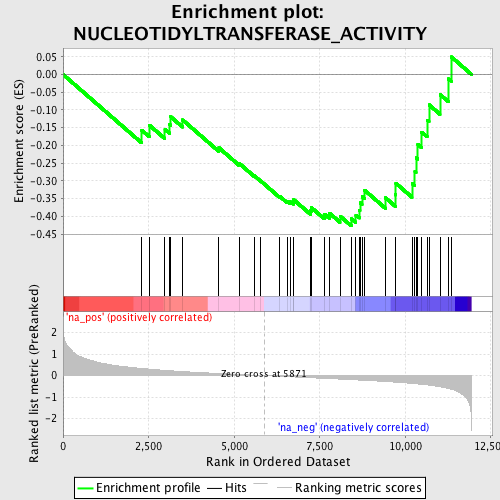 Enrichment plot:
NUCLEOTIDYLTRANSFERASE_ACTIVITY
Enrichment score (ES)
0.05
0.00
-0.05
-0.10
-0.15
-0.20
-0.25
-0.30
-0.35
-0.40
-0.45
'na_pos' (positively correlated)
Ranked list metric (PreRanked)
2
1
0
-1
-2
Zero cross at 5871
'na_neg' (negatively correlated)
0
2,500
5,000
7,500
10,000
12,500
Rank in Ordered Dataset
Enrichment profile
Hits
Ranking metric scores